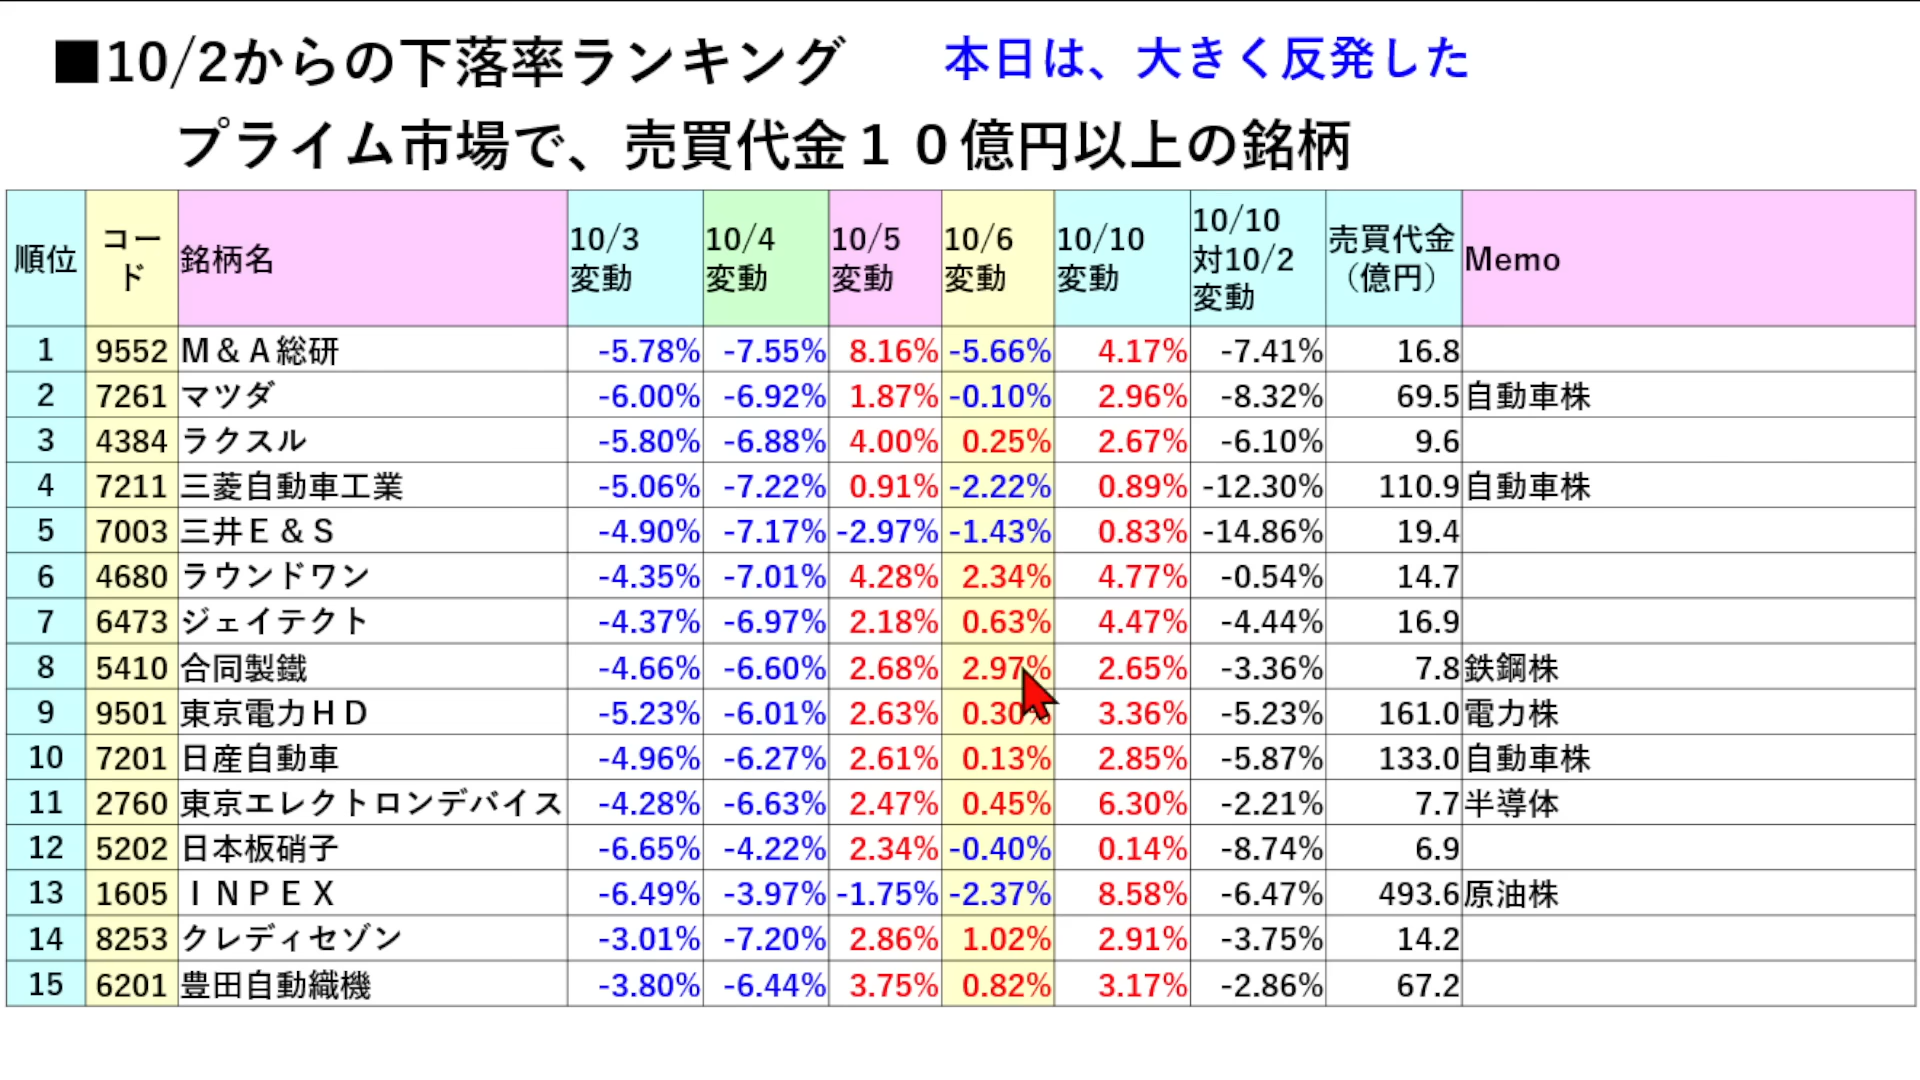 ■10/2からの下落率ランキング 本日は、大きく反発した
プライム市場で、売買代金１０億円以上の銘柄
順位 コード 銘柄名 10/3変動 10/4変動 10/5変動 10/6変動 10/10変動 10/10対10/2変動 売買代金（億円） Memo
1 9552 Ｍ＆Ａ総研 -5.78% -7.55% 8.16% -5.66% 4.17% -7.41% 16.8
2 7261 マツダ -6.00% -6.92% 1.87% -0.10% 2.96% -8.32% 69.5 自動車株
3 4384 ラクスル -5.80% -6.88% 4.00% 0.25% 2.67% -6.10% 9.6
4 7211 三菱自動車工業 -5.06% -7.22% 0.91% -2.22% 0.89% -12.30% 110.9 自動車株
5 7003 三井Ｅ＆Ｓ -4.90% -7.17% -2.97% -1.43% 0.83% -14.86% 19.4
6 4680 ラウンドワン -4.35% -7.01% 4.28% 2.34% 4.77% -0.54% 14.7
7 6473 ジェイテクト -4.37% -6.97% 2.18% 0.63% 4.47% -4.44% 16.9
8 5410 合同製鐵 -4.66% -6.60% 2.68% 2.97% 2.65% -3.36% 7.8 鉄鋼株
9 9501 東京電力ＨＤ -5.23% -6.01% 2.63% 0.30% 3.36% -5.23% 161.0 電力株
10 7201 日産自動車 -4.96% -6.27% 2.61% 0.13% 2.85% -5.87% 133.0 自動車株
11 2760 東京エレクトロンデバイス -4.28% -6.63% 2.47% 0.45% 6.30% -2.21% 7.7 半導体
12 5202 日本板硝子 -6.65% -4.22% 2.34% -0.40% 0.14% -8.74% 6.9
13 1605 ＩＮＰＥＸ -6.49% -3.97% -1.75% -2.37% 8.58% -6.47% 493.6 原油株
14 8253 クレディセゾン -3.01% -7.20% 2.86% 1.02% 2.91% -3.75% 14.2
15 6201 豊田自動織機 -3.80% -6.44% 3.75% 0.82% 3.17% -2.86% 67.2